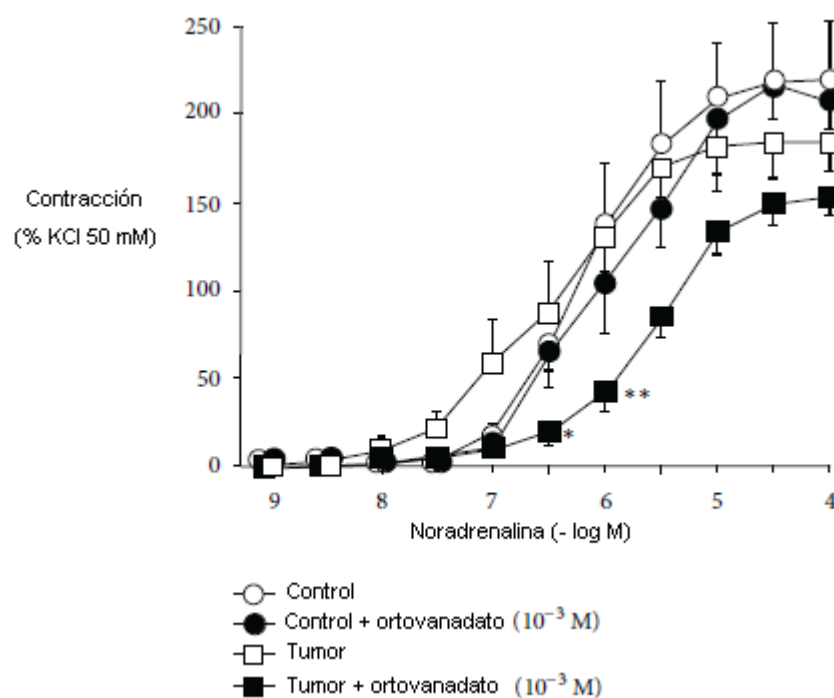 250
200
150
100
50
0
Contracción
(% KCl 50 mM)
*
**
9 8 7 6 5 4
Noradrenalina (- log M)
Control
Control + ortovanadato (10⁻³ M)
Tumor
Tumor + ortovanadato (10⁻³ M)